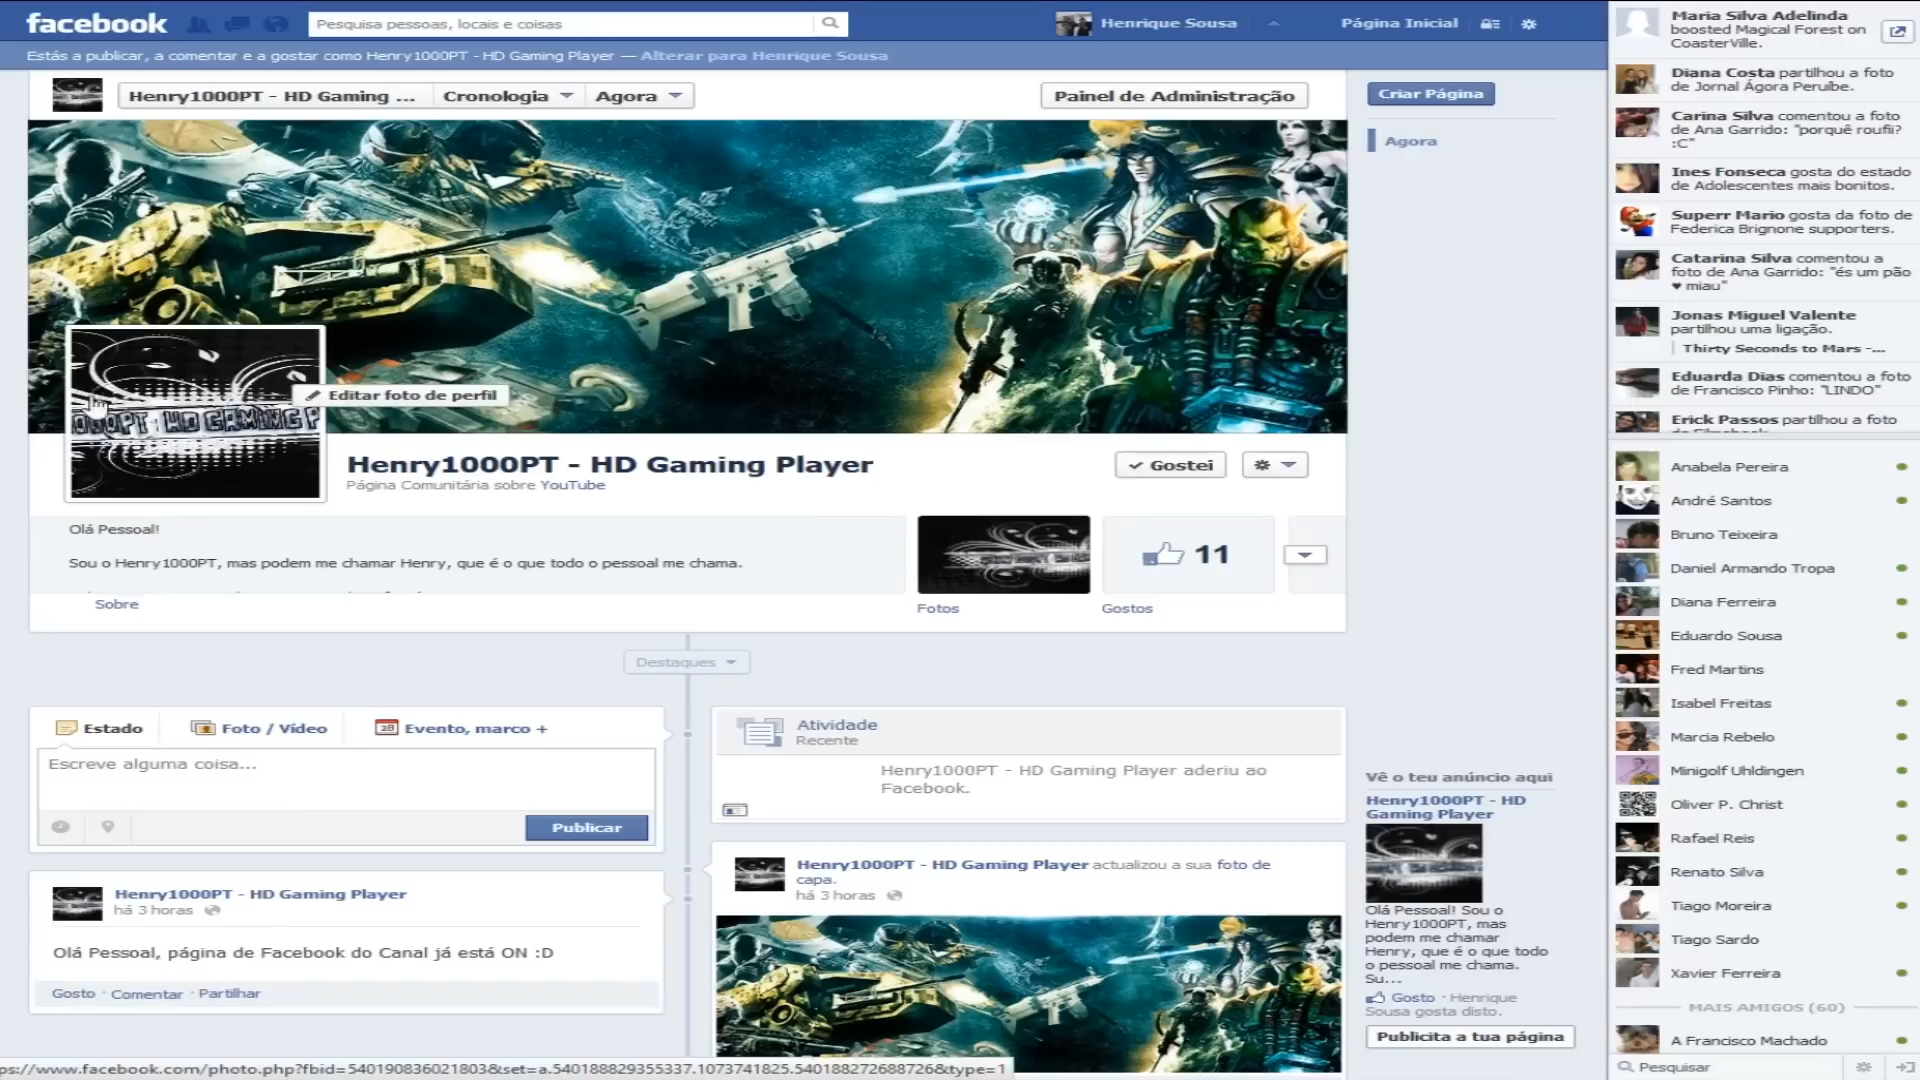 facebook
Pesquisa pessoas, locais e coisas
Henrique Sousa
Página Inicial
Estás a publicar, a comentar e a gostar como Henry1000PT - HD Gaming Player — Alterar para Henrique Sousa
Henry1000PT - HD Gaming ...
Cronologia
Agora
Painel de Administração
Criar Página
Agora
Editar foto de perfil
HD GAMING P
Henry1000PT - HD Gaming Player
Página Comunitária sobre YouTube
Gostei
Olá Pessoal!
Sou o Henry1000PT, mas podem me chamar Henry, que é o que todo o pessoal me chama.
Sobre
Fotos
11
Gostos
Destaques
Estado
Foto / Vídeo
28
Evento, marco +
Escreve alguma coisa...
Publicar
Henry1000PT - HD Gaming Player
há 3 horas
Olá Pessoal, página de Facebook do Canal já está ON :D
Gosto · Comentar · Partilhar
Atividade
Recente
Henry1000PT - HD Gaming Player aderiu ao
Facebook.
Henry1000PT - HD Gaming Player actualizou a sua foto de
capa.
há 3 horas
Vê o teu anúncio aqui
Henry1000PT - HD
Gaming Player
Olá Pessoal! Sou o
Henry1000PT, mas
podem me chamar
Henry, que é o que todo
o pessoal me chama.
Su...
Gosto · Henrique
Sousa gosta disto.
Publicita a tua página
Maria Silva Adelinda
boosted Magical Forest on
CoasterVille.
Diana Costa partilhou a foto
de Jornal Ágora Peruíbe.
Carina Silva comentou a foto
de Ana Garrido: "porquê roufii?
:C"
Ines Fonseca gosta do estado
de Adolescentes mais bonitos.
Superr Mario gosta da foto de
Federica Brignone supporters.
Catarina Silva comentou a
foto de Ana Garrido: "és um pão
♥ miau"
Jonas Miguel Valente
partilhou uma ligação.
Thirty Seconds to Mars -...
Eduarda Dias comentou a foto
de Francisco Pinho: "LINDO"
Erick Passos partilhou a foto
Anabela Pereira
André Santos
Bruno Teixeira
Daniel Armando Tropa
Diana Ferreira
Eduardo Sousa
Fred Martins
Isabel Freitas
Marcia Rebelo
Minigolf Uhldingen
Oliver P. Christ
Rafael Reis
Renato Silva
Tiago Moreira
Tiago Sardo
Xavier Ferreira
MAIS AMIGOS (60)
A Francisco Machado
Pesquisar
ps://www.facebook.com/photo.php?fbid=540190836021803&set=a.540188829355337.1073741825.540188272688726&type=1